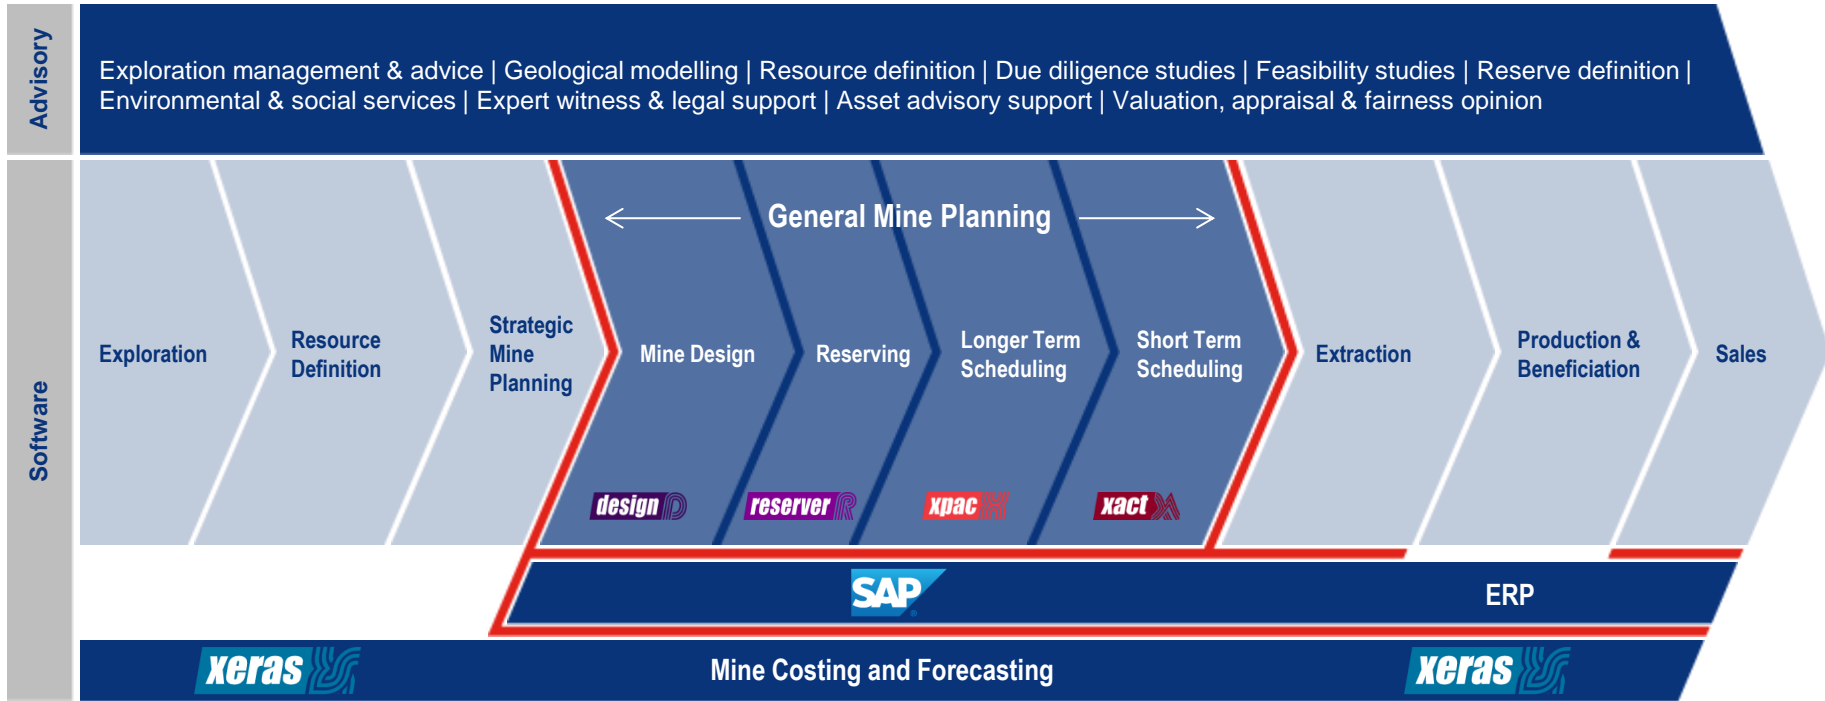 Advisory
Exploration management & advice | Geological modelling | Resource definition | Due diligence studies | Feasibility studies | Reserve definition |
Environmental & social services | Expert witness & legal support | Asset advisory support | Valuation, appraisal & fairness opinion
Software
General Mine Planning
Exploration
Resource
Definition
Strategic
Mine
Planning
Mine Design
Reserving
Longer Term
Scheduling
Short Term
Scheduling
Extraction
Production &
Beneficiation
Sales
design D
reserver R
xpac
xact
SAP ®
ERP
xeras
Mine Costing and Forecasting
xeras